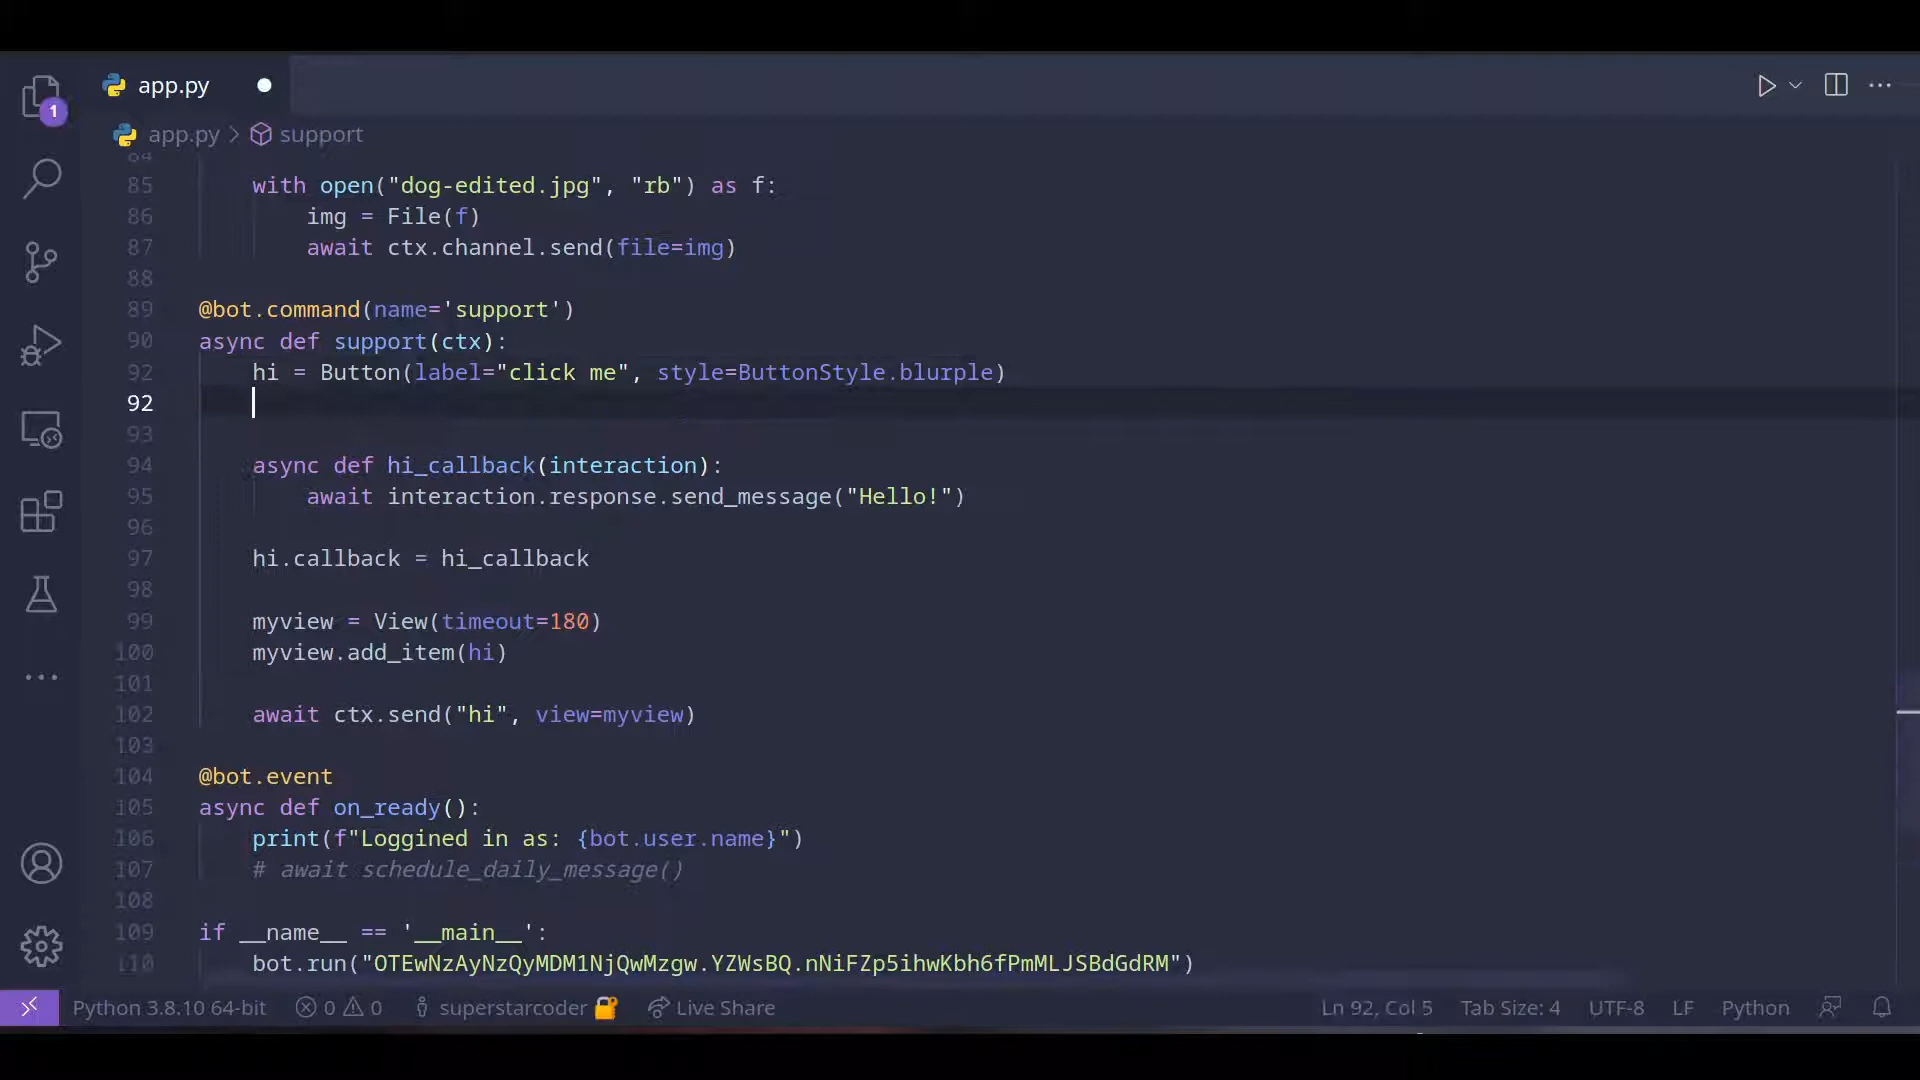 app.py
1
app.py > support
84
85 with open("dog-edited.jpg", "rb") as f:
86 img = File(f)
87 await ctx.channel.send(file=img)
88
89 @bot.command(name='support')
90 async def support(ctx):
92 hi = Button(label="click me", style=ButtonStyle.blurple)
92
93
94 async def hi_callback(interaction):
95 await interaction.response.send_message("Hello!")
96
97 hi.callback = hi_callback
98
99 myview = View(timeout=180)
100 myview.add_item(hi)
101
102 await ctx.send("hi", view=myview)
103
104 @bot.event
105 async def on_ready():
106 print(f"Loggined in as: {bot.user.name}")
107 # await schedule_daily_message()
108
109 if __name__ == '__main__':
110 bot.run("OTEwNzAyNzQyMDM1NjQwMzgw.YZWsBQ.nNiFZp5ihwKbh6fPmMLJSBdGdRM")
Python 3.8.10 64-bit 0 0 superstarcoder Live Share Ln 92, Col 5 Tab Size: 4 UTF-8 LF Python